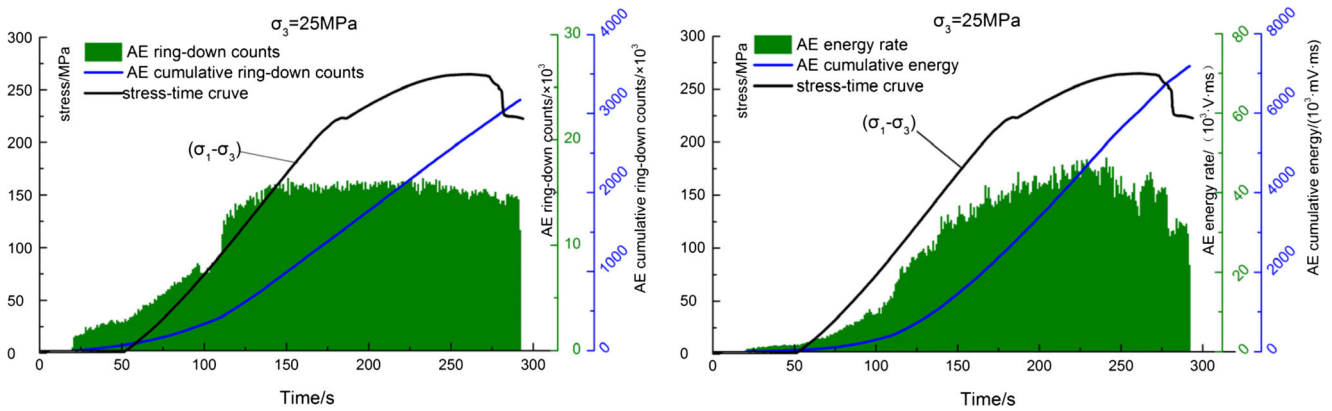 σ3=25MPa
AE ring-down counts
AE cumulative ring-down counts
stress-time cruve
(σ1-σ3)
stress/MPa
300
250
200
150
100
50
0
0 50 100 150 200 250 300
Time/s
30
20
10
0
AE ring-down counts/×10³
4000
3000
2000
1000
0
AE cumulative ring-down counts/×10³
σ3=25MPa
AE energy rate
AE cumulative energy
stress-time cruve
(σ1-σ3)
stress/MPa
300
250
200
150
100
50
0
0 50 100 150 200 250 300
Time/s
80
60
40
20
0
AE energy rate/（10³·V·ms）
8000
6000
4000
2000
0
AE cumulative energy/(10³·mV·ms)